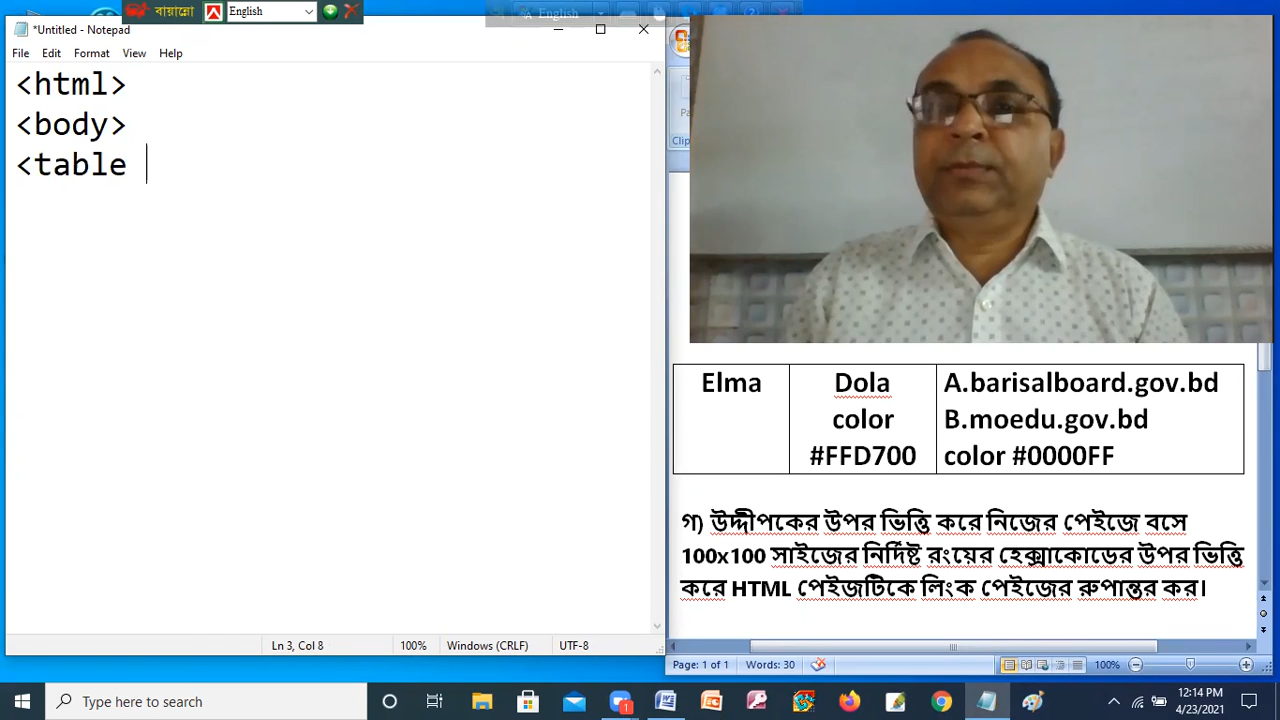 বায়ান্নো
English
English
*Untitled - Notepad
File Edit Format View Help
<html>
<body>
<table
Ln 3, Col 8 100% Windows (CRLF) UTF-8
Clip
Elma
Dola
color
#FFD700
A.barisalboard.gov.bd
B.moedu.gov.bd
color #0000FF
গ) উদ্দীপকের উপর ভিত্তি করে নিজের পেইজে বসে
100x100 সাইজের নির্দিষ্ট রংয়ের হেক্সাকোডের উপর ভিত্তি
করে HTML পেইজটিকে লিংক পেইজের রুপান্তর কর।
Page: 1 of 1 Words: 30 100%
Type here to search
1
12:14 PM
4/23/2021